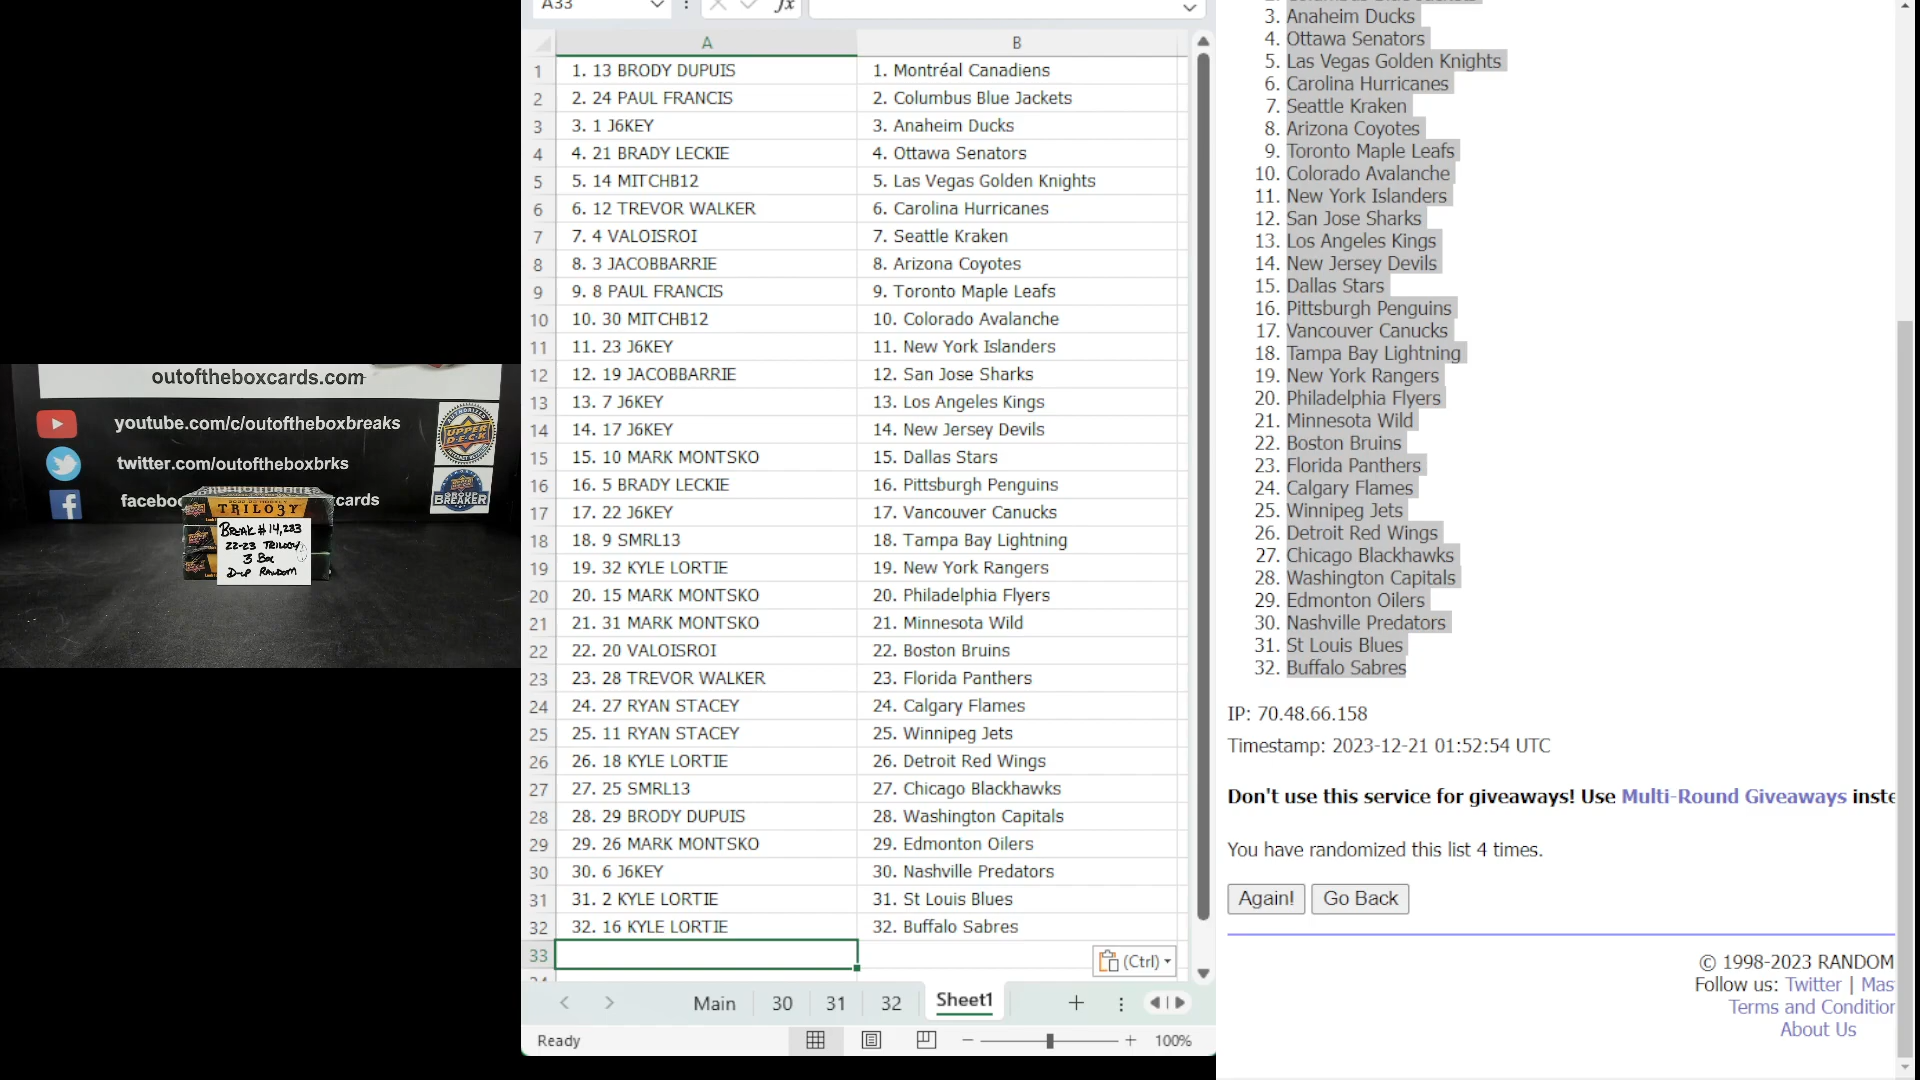 outoftheboxcards.com
youtube.com/c/outoftheboxbreaks
twitter.com/outoftheboxbrks
facebo
cards
UPPER DECK
GROUP BREAKER
TRILO3Y
BREAK # 14,283
22-23 TRILOGY
3 BOX
D-UP RANDOM
A33
fx
A B
1 1. 13 BRODY DUPUIS 1. Montréal Canadiens
2 2. 24 PAUL FRANCIS 2. Columbus Blue Jackets
3 3. 1 J6KEY 3. Anaheim Ducks
4 4. 21 BRADY LECKIE 4. Ottawa Senators
5 5. 14 MITCHB12 5. Las Vegas Golden Knights
6 6. 12 TREVOR WALKER 6. Carolina Hurricanes
7 7. 4 VALOISROI 7. Seattle Kraken
8 8. 3 JACOBBARRIE 8. Arizona Coyotes
9 9. 8 PAUL FRANCIS 9. Toronto Maple Leafs
10 10. 30 MITCHB12 10. Colorado Avalanche
11 11. 23 J6KEY 11. New York Islanders
12 12. 19 JACOBBARRIE 12. San Jose Sharks
13 13. 7 J6KEY 13. Los Angeles Kings
14 14. 17 J6KEY 14. New Jersey Devils
15 15. 10 MARK MONTSKO 15. Dallas Stars
16 16. 5 BRADY LECKIE 16. Pittsburgh Penguins
17 17. 22 J6KEY 17. Vancouver Canucks
18 18. 9 SMRL13 18. Tampa Bay Lightning
19 19. 32 KYLE LORTIE 19. New York Rangers
20 20. 15 MARK MONTSKO 20. Philadelphia Flyers
21 21. 31 MARK MONTSKO 21. Minnesota Wild
22 22. 20 VALOISROI 22. Boston Bruins
23 23. 28 TREVOR WALKER 23. Florida Panthers
24 24. 27 RYAN STACEY 24. Calgary Flames
25 25. 11 RYAN STACEY 25. Winnipeg Jets
26 26. 18 KYLE LORTIE 26. Detroit Red Wings
27 27. 25 SMRL13 27. Chicago Blackhawks
28 28. 29 BRODY DUPUIS 28. Washington Capitals
29 29. 26 MARK MONTSKO 29. Edmonton Oilers
30 30. 6 J6KEY 30. Nashville Predators
31 31. 2 KYLE LORTIE 31. St Louis Blues
32 32. 16 KYLE LORTIE 32. Buffalo Sabres
33
(Ctrl)
Main 30 31 32 Sheet1
Ready 100%
3. Anaheim Ducks
4. Ottawa Senators
5. Las Vegas Golden Knights
6. Carolina Hurricanes
7. Seattle Kraken
8. Arizona Coyotes
9. Toronto Maple Leafs
10. Colorado Avalanche
11. New York Islanders
12. San Jose Sharks
13. Los Angeles Kings
14. New Jersey Devils
15. Dallas Stars
16. Pittsburgh Penguins
17. Vancouver Canucks
18. Tampa Bay Lightning
19. New York Rangers
20. Philadelphia Flyers
21. Minnesota Wild
22. Boston Bruins
23. Florida Panthers
24. Calgary Flames
25. Winnipeg Jets
26. Detroit Red Wings
27. Chicago Blackhawks
28. Washington Capitals
29. Edmonton Oilers
30. Nashville Predators
31. St Louis Blues
32. Buffalo Sabres
IP: 70.48.66.158
Timestamp: 2023-12-21 01:52:54 UTC
Don't use this service for giveaways! Use Multi-Round Giveaways inste
You have randomized this list 4 times.
Again! Go Back
© 1998-2023 RANDOM
Follow us: Twitter | Mas
Terms and Condition
About Us